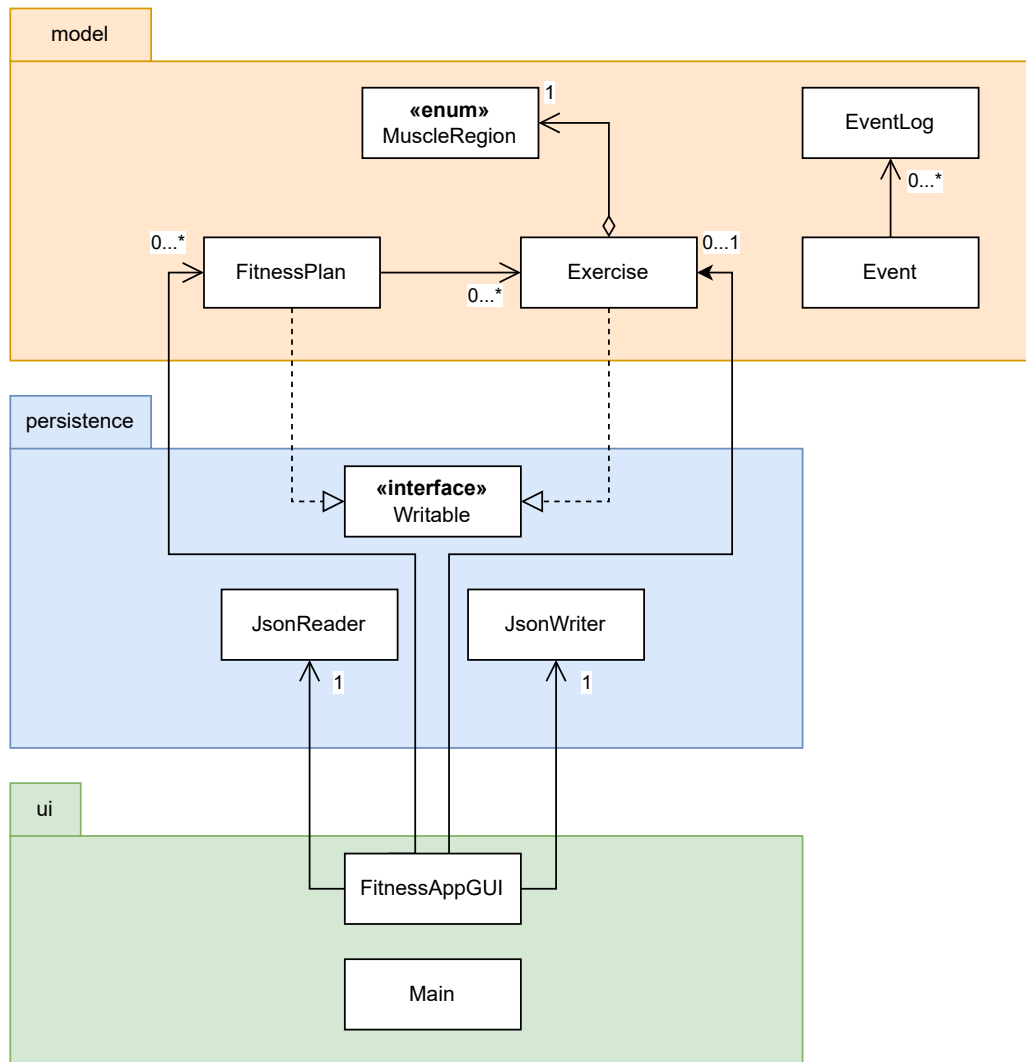 model
«enum»
MuscleRegion
1
EventLog
0...*
0...*
FitnessPlan
0...*
Exercise
0...1
Event
persistence
«interface»
Writable
JsonReader
1
JsonWriter
1
ui
FitnessAppGUI
Main